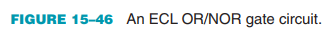 FIGURE 15–46 An ECL OR/NOR gate circuit.